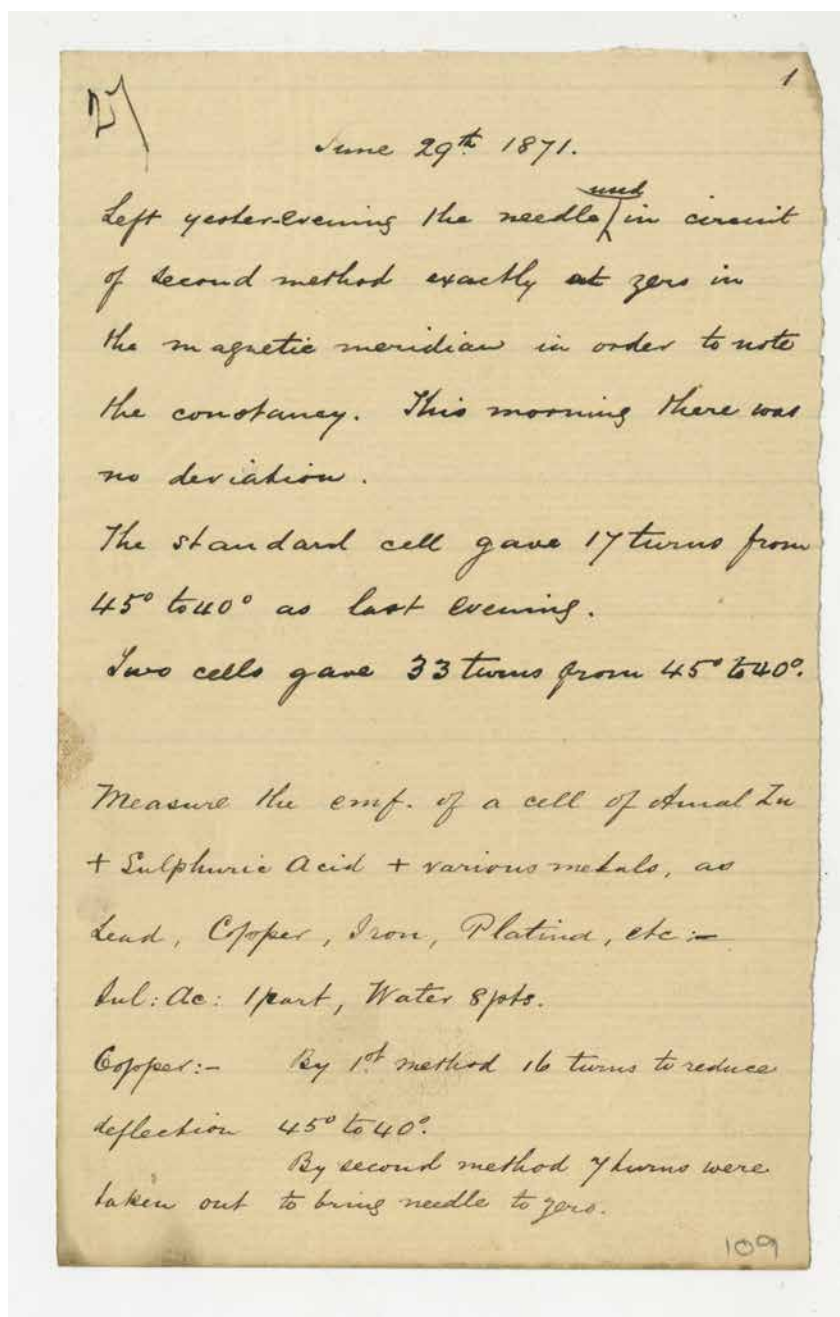 1
27
June 29th 1871.
und
Left yester-evening the needle in circuit
of second method exactly at zero in
the magnetic meridian in order to note
the constancy. This morning there was
no deviation.
The standard cell gave 17 turns from
45° to 40° as last evening.
Two cells gave 33 turns from 45° to 40°.
Measure the emf. of a cell of Amal Zn
+ Sulphuric Acid + various metals, as
Lead, Copper, Iron, Platina, etc:-
Sul: Ac: 1 part, Water 8 pts.
Copper:- By 1st method 16 turns to reduce
deflection 45° to 40°.
By second method 7 turns were
taken out to bring needle to zero.
109